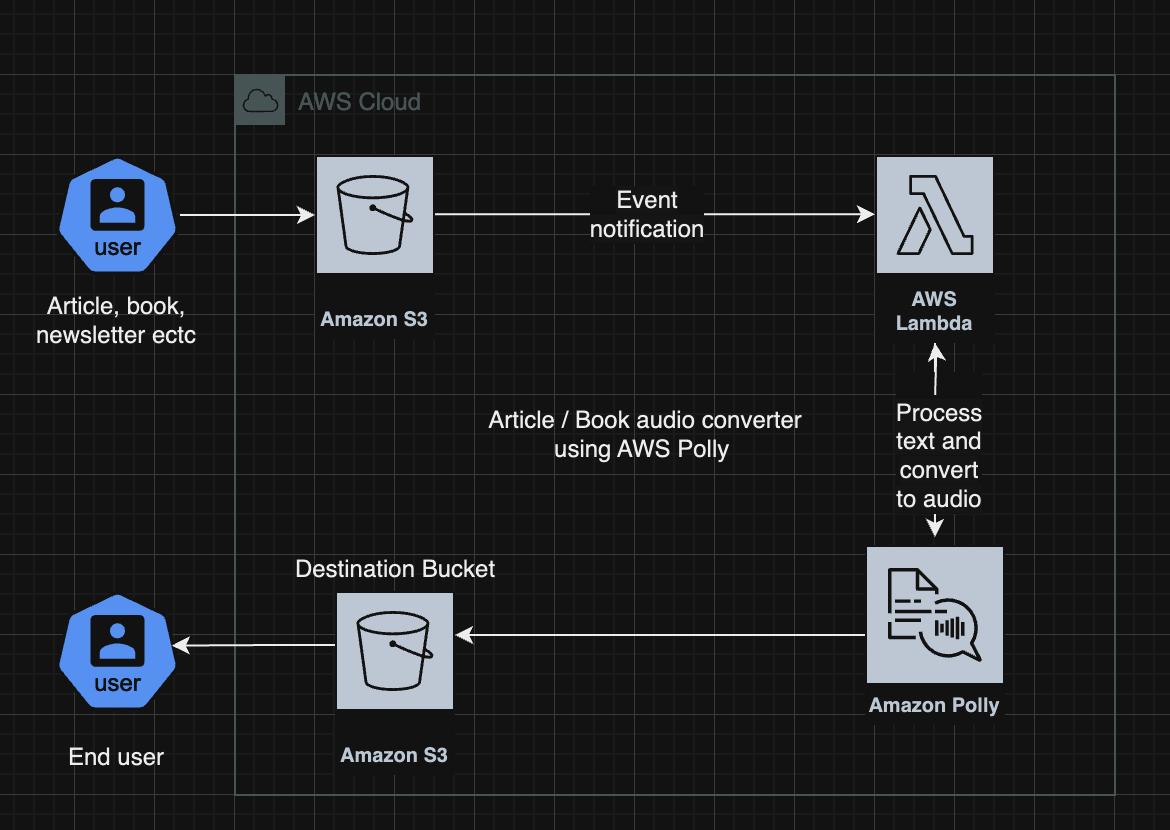 AWS Cloud
user
Article, book,
newsletter ectc
Amazon S3
Event
notification
AWS
Lambda
Article / Book audio converter
using AWS Polly
Process
text and
convert
to audio
Destination Bucket
user
End user
Amazon S3
Amazon Polly